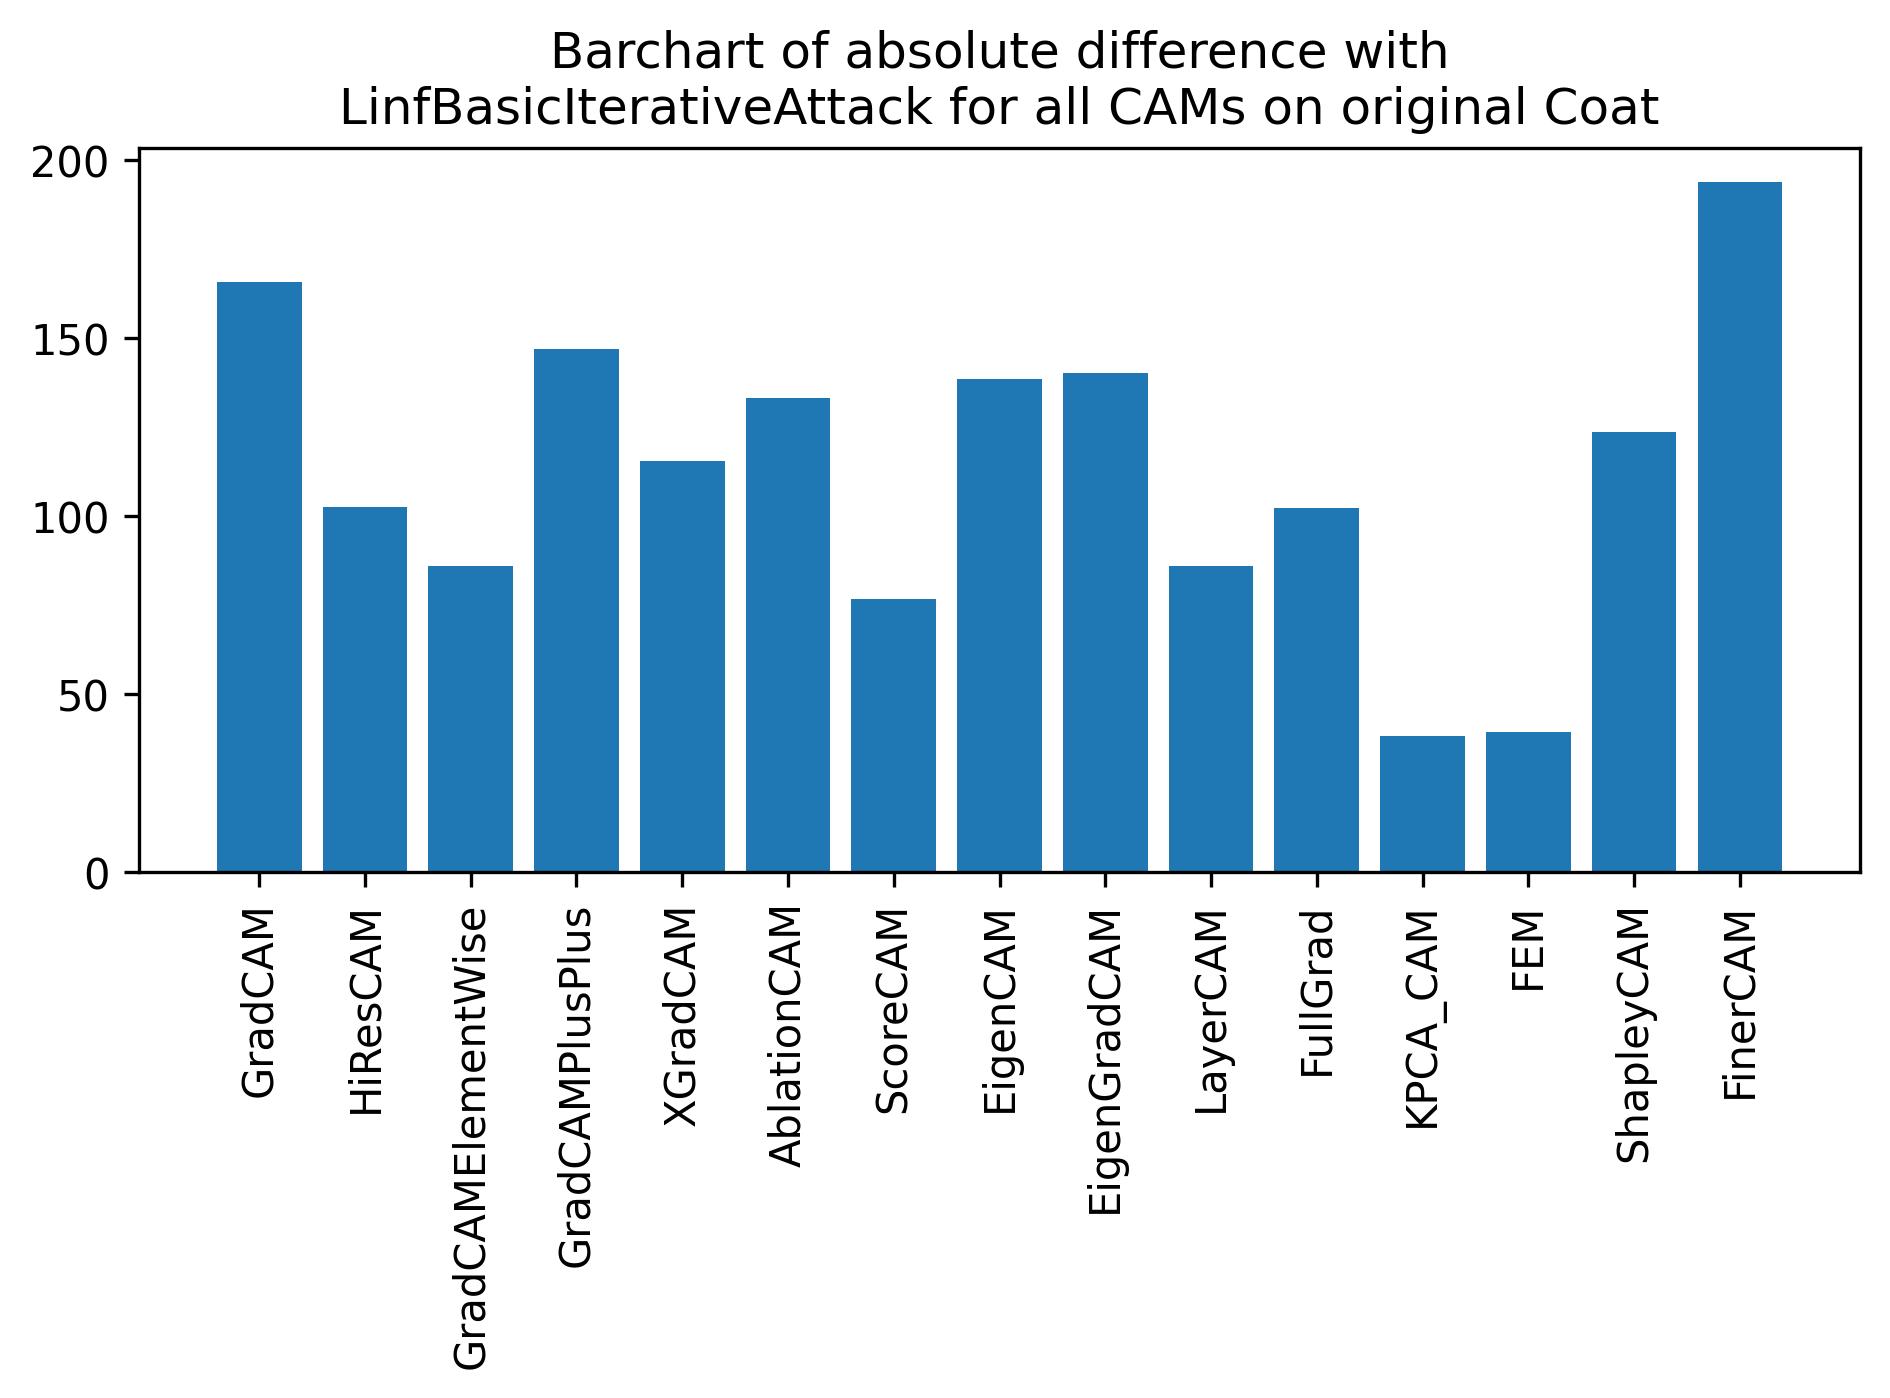 Barchart of absolute difference with
LinfBasicIterativeAttack for all CAMs on original Coat
200
150
100
50
0
GradCAM
HiResCAM
GradCAMElementWise
GradCAMPlusPlus
XGradCAM
AblationCAM
ScoreCAM
EigenCAM
EigenGradCAM
LayerCAM
FullGrad
KPCA_CAM
FEM
ShapleyCAM
FinerCAM